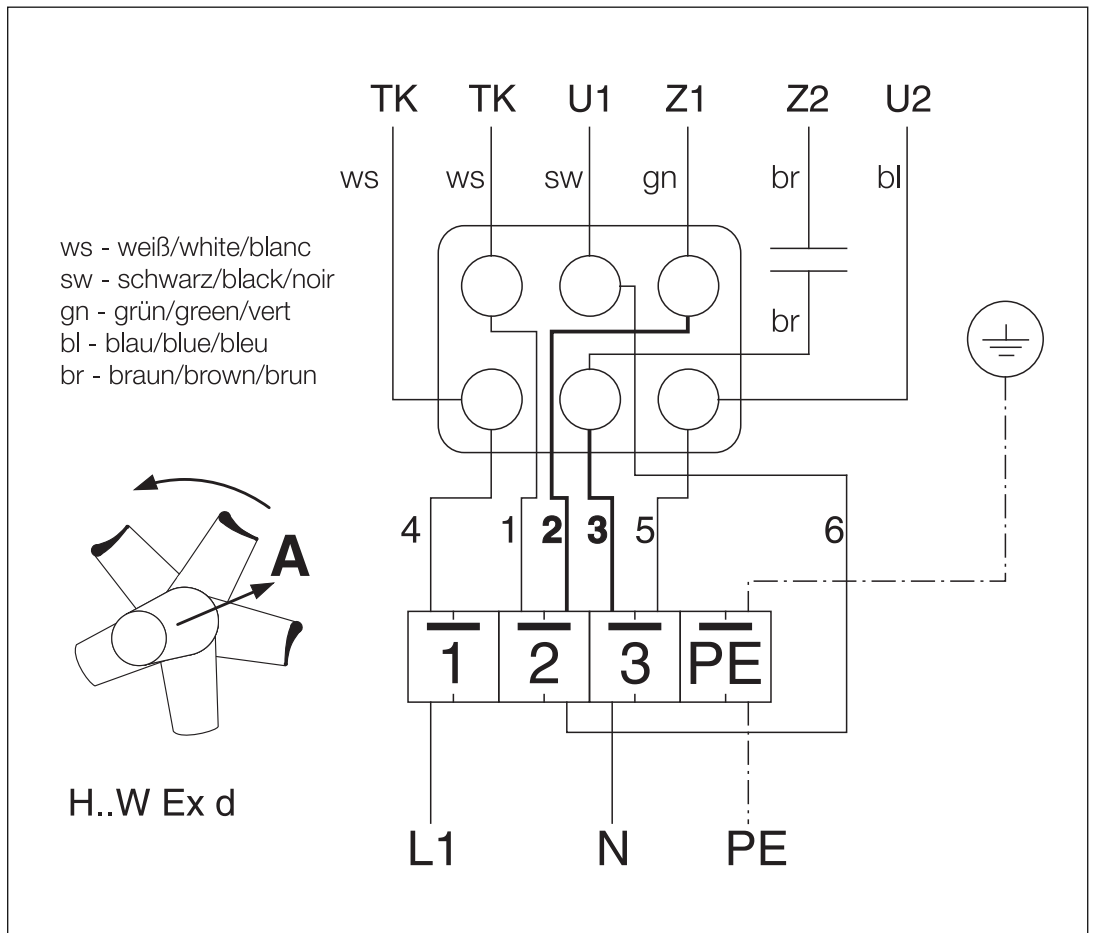 TK TK U1 Z1 Z2 U2
ws ws sw gn br bl
ws - weiß/white/blanc
sw - schwarz/black/noir
gn - grün/green/vert
bl - blau/blue/bleu
br - braun/brown/brun
br
4 1 2 3 5 6
A
1 2 3 PE
H..W Ex d
L1 N PE